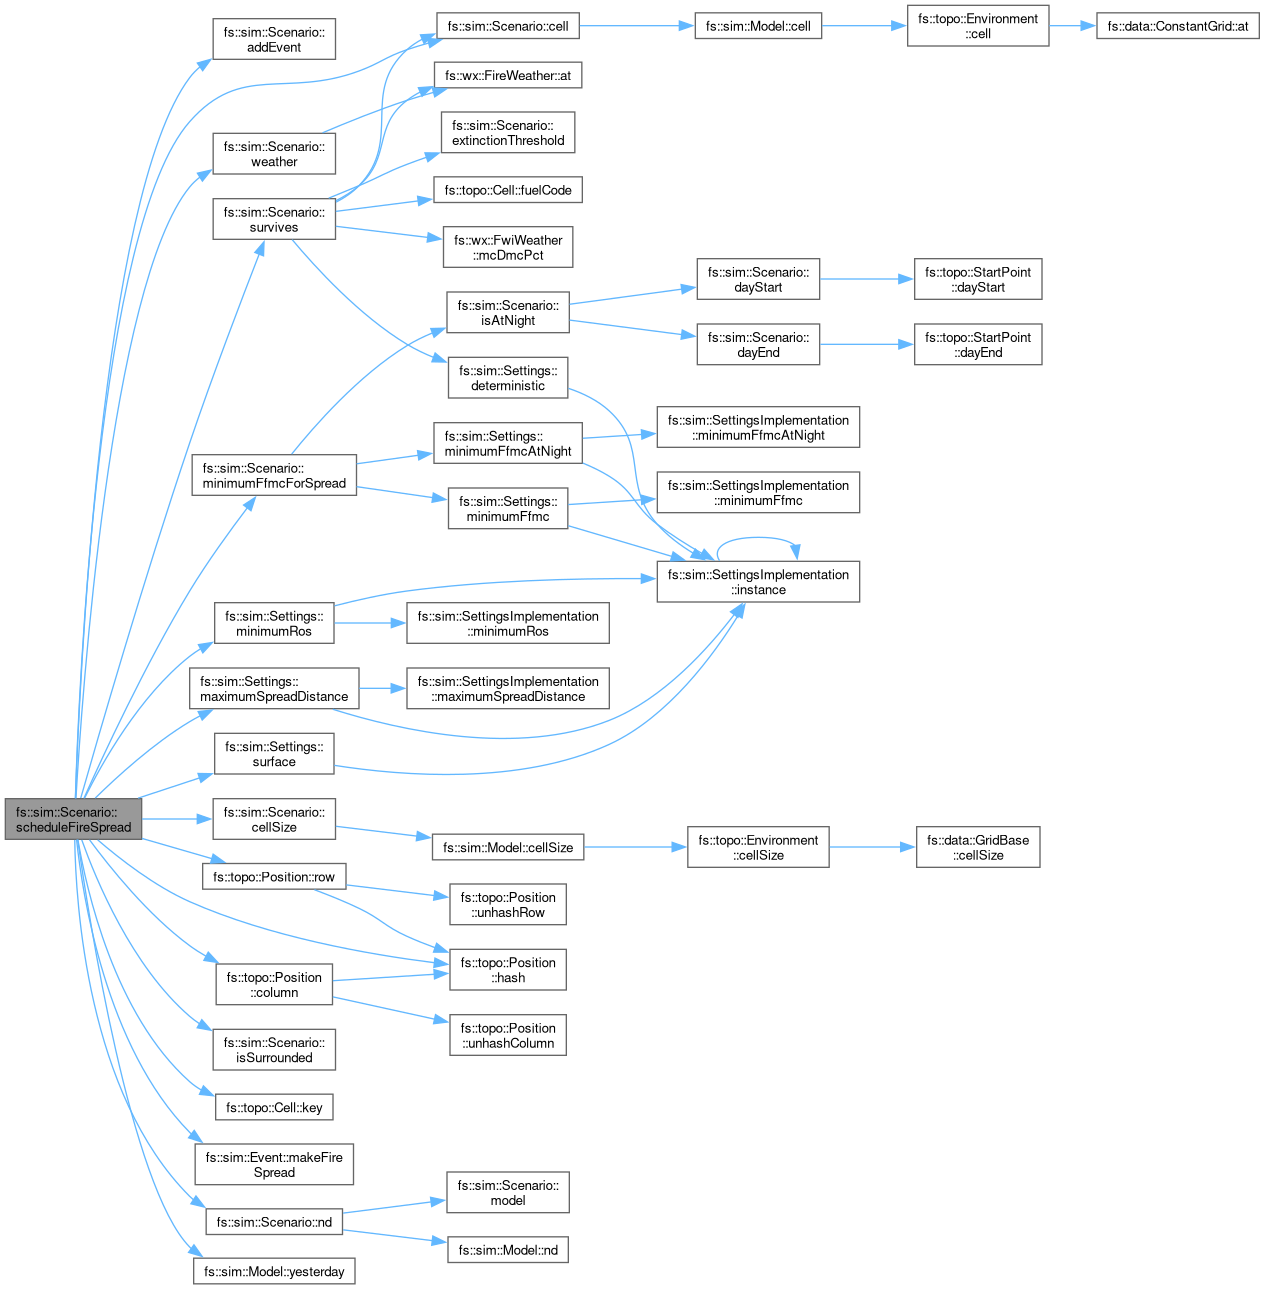 fs::sim::Scenario::
scheduleFireSpread
fs::sim::Scenario::
addEvent
fs::sim::Scenario::cell
fs::sim::Model::cell
fs::topo::Environment
::cell
fs::data::ConstantGrid::at
fs::wx::FireWeather::at
fs::sim::Scenario::
weather
fs::sim::Scenario::
extinctionThreshold
fs::sim::Scenario::
survives
fs::topo::Cell::fuelCode
fs::wx::FwiWeather
::mcDmcPct
fs::sim::Scenario::
isAtNight
fs::sim::Scenario::
dayStart
fs::topo::StartPoint
::dayStart
fs::sim::Scenario::
dayEnd
fs::topo::StartPoint
::dayEnd
fs::sim::Settings::
deterministic
fs::sim::Scenario::
minimumFfmcForSpread
fs::sim::Settings::
minimumFfmcAtNight
fs::sim::SettingsImplementation
::minimumFfmcAtNight
fs::sim::Settings::
minimumFfmc
fs::sim::SettingsImplementation
::minimumFfmc
fs::sim::SettingsImplementation
::instance
fs::sim::Settings::
minimumRos
fs::sim::SettingsImplementation
::minimumRos
fs::sim::Settings::
maximumSpreadDistance
fs::sim::SettingsImplementation
::maximumSpreadDistance
fs::sim::Settings::
surface
fs::sim::Scenario::
cellSize
fs::sim::Model::cellSize
fs::topo::Environment
::cellSize
fs::data::GridBase
::cellSize
fs::topo::Position::row
fs::topo::Position
::unhashRow
fs::topo::Position
::hash
fs::topo::Position
::column
fs::topo::Position
::unhashColumn
fs::sim::Scenario::
isSurrounded
fs::topo::Cell::key
fs::sim::Event::makeFire
Spread
fs::sim::Scenario::nd
fs::sim::Scenario::
model
fs::sim::Model::nd
fs::sim::Model::yesterday